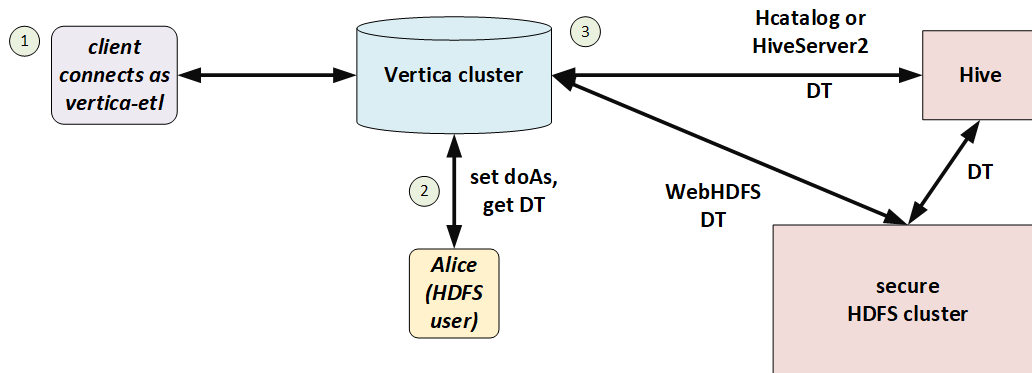 1
client
connects as
vertica-etl
Vertica cluster
3
Hcatalog or
HiveServer2
DT
Hive
2
set doAs,
get DT
WebHDFS
DT
DT
Alice
(HDFS
user)
secure
HDFS cluster